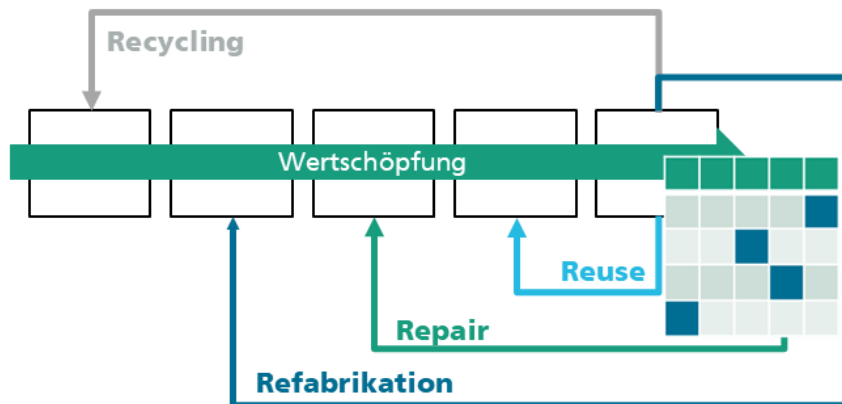 Recycling
Wertschöpfung
Reuse
Repair
Refabrikation